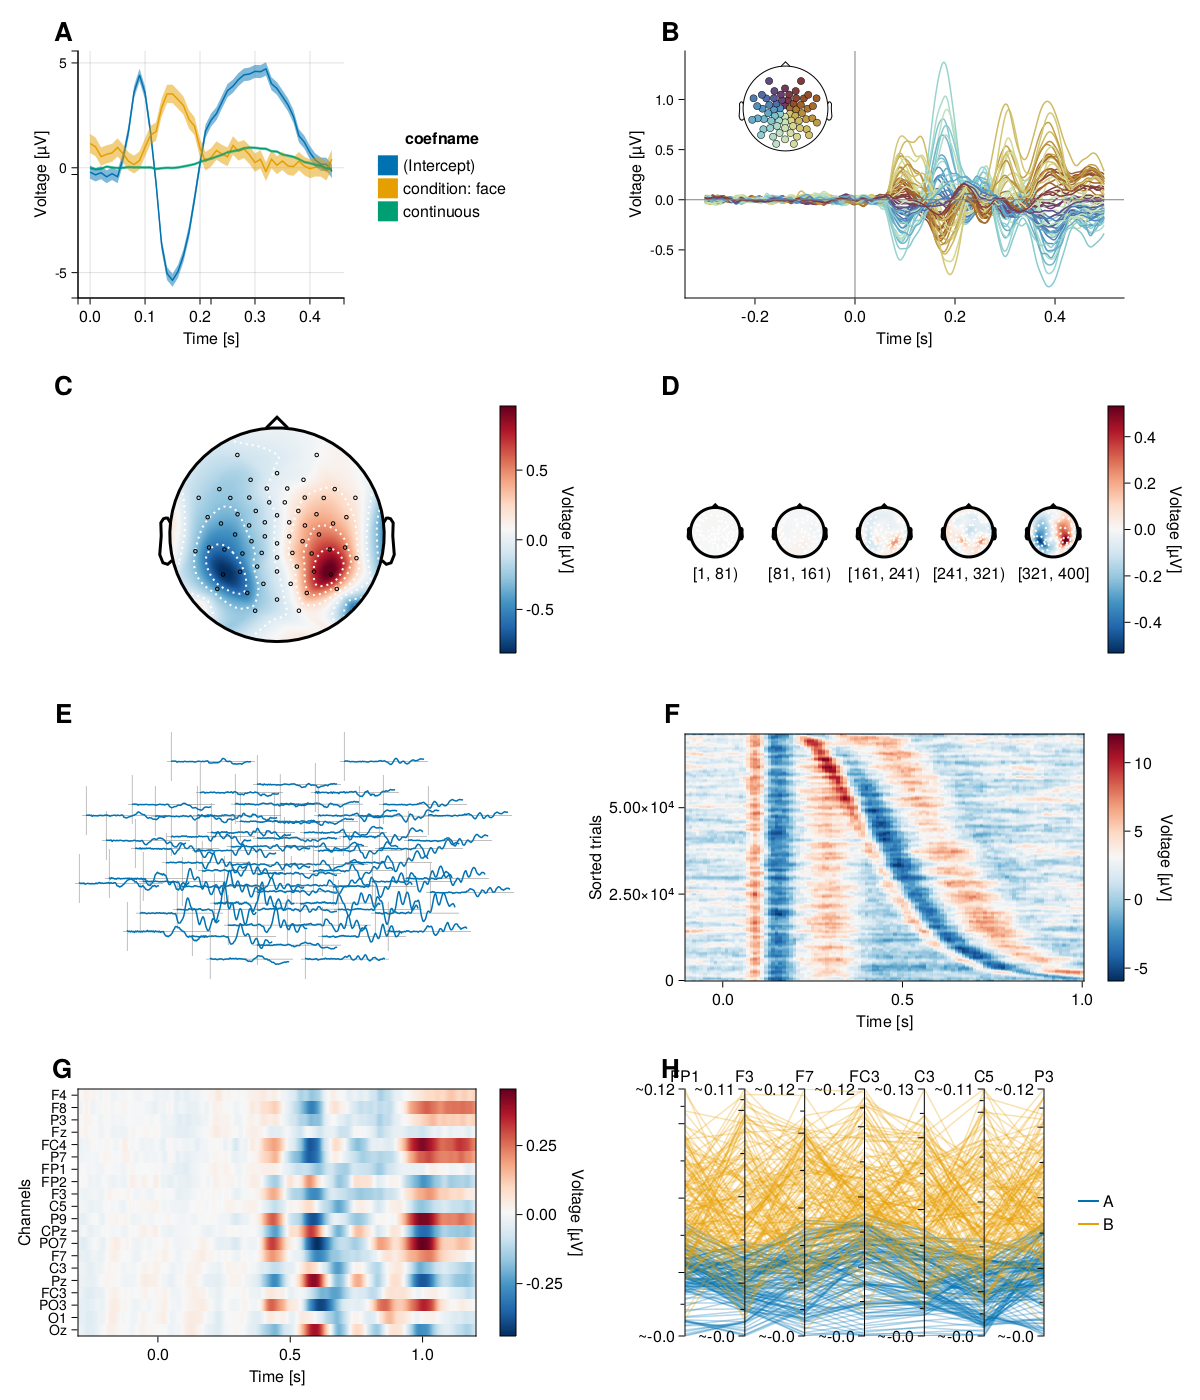 A
Voltage [µV]
5
0
-5
0.0 0.1 0.2 0.3 0.4
Time [s]
coefname
(Intercept)
condition: face
continuous
B
Voltage [µV]
1.0
0.5
0.0
-0.5
-0.2 0.0 0.2 0.4
Time [s]
C
0.5
0.0
-0.5
Voltage [µV]
D
[1, 81) [81, 161) [161, 241) [241, 321) [321, 400]
0.4
0.2
0.0
-0.2
-0.4
Voltage [µV]
E
F
Sorted trials
5.00×10⁴
2.50×10⁴
0
0.0 0.5 1.0
Time [s]
10
5
0
-5
Voltage [µV]
G
Channels
F4
F8
P3
Fz
FC4
P7
FP1
FP2
F3
C5
P9
CPz
PO7
F7
C3
Pz
FC3
PO3
O1
Oz
0.0 0.5 1.0
Time [s]
0.25
0.00
-0.25
Voltage [µV]
H
FP1 F3 F7 FC3 C3 C5 P3
~0.12 ~0.11 ~0.12 ~0.12 ~0.13 ~0.11 ~0.12
~-0.0 ~-0.0 ~-0.0 ~-0.0 ~-0.0 ~-0.0 ~-0.0
A
B